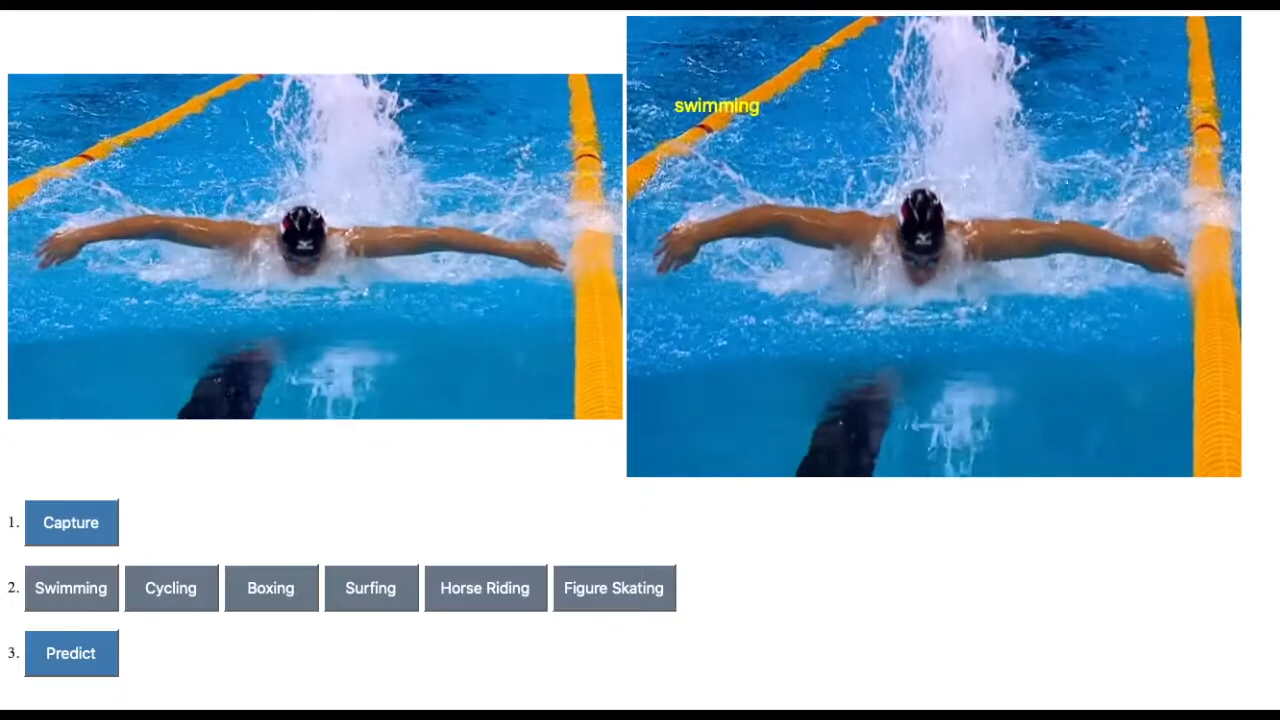 swimming
1. Capture
2. Swimming Cycling Boxing Surfing Horse Riding Figure Skating
3. Predict